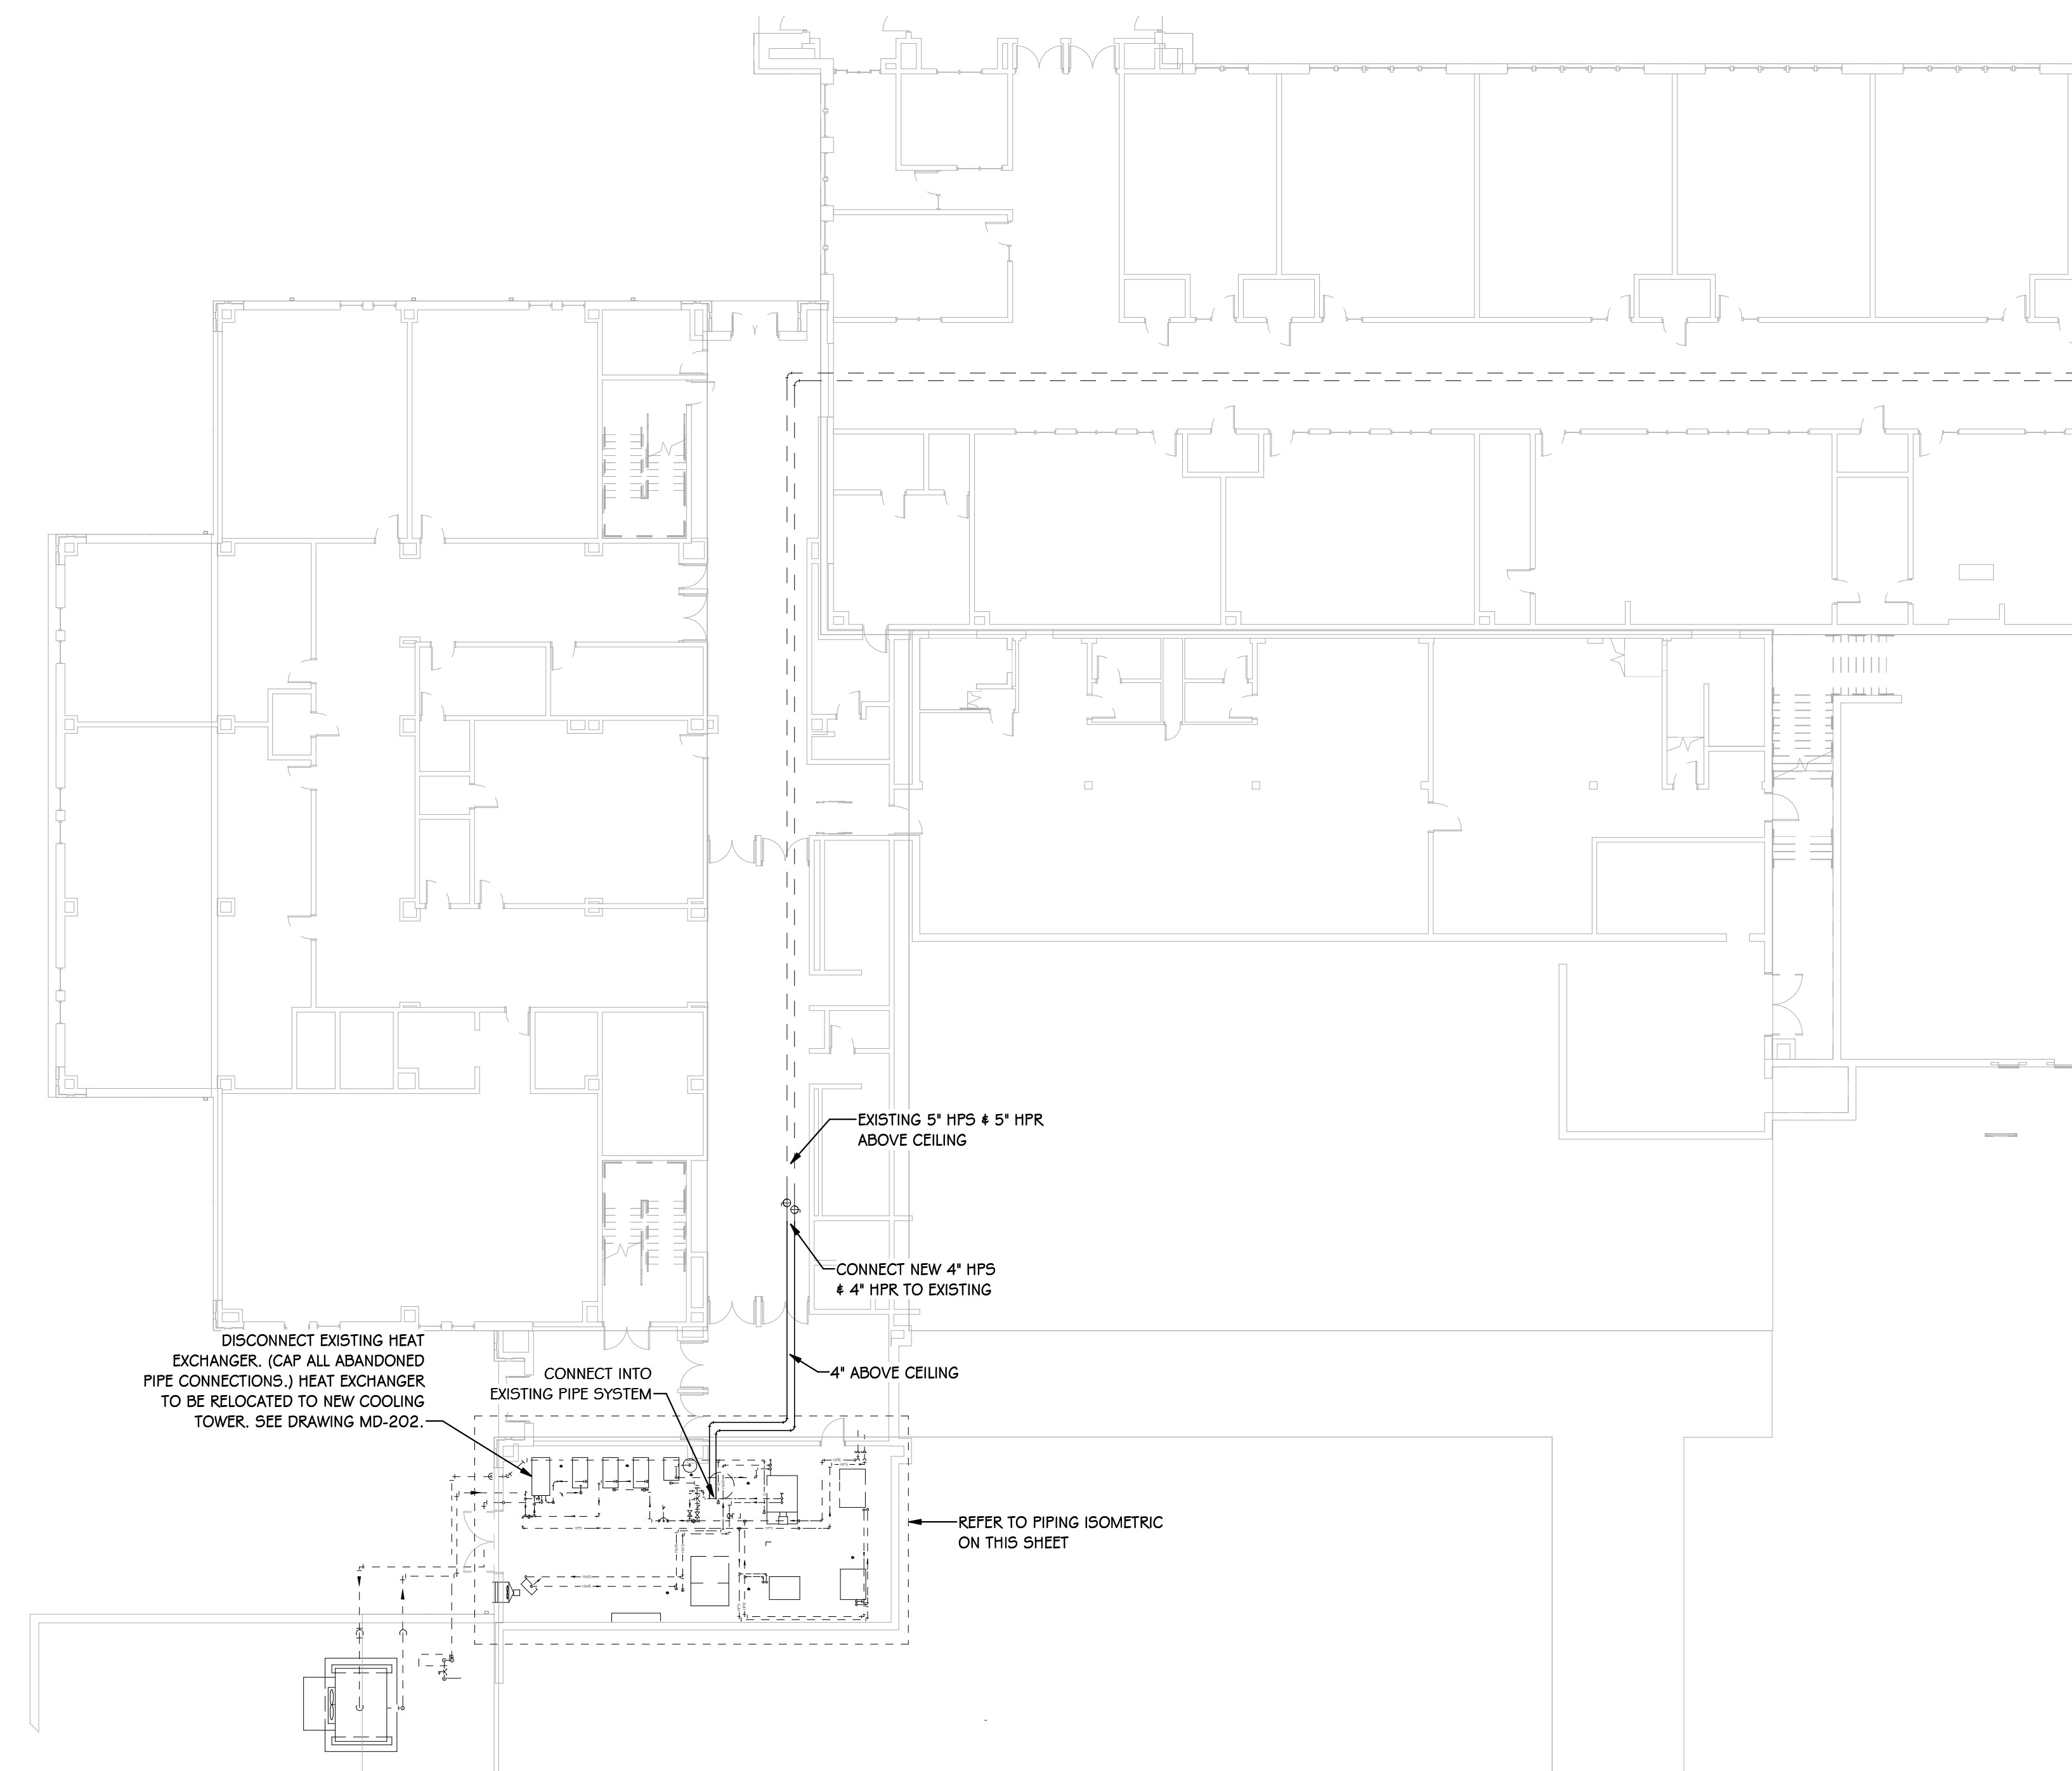 EXISTING 5" HPS & 5" HPR
ABOVE CEILING
CONNECT NEW 4" HPS
& 4" HPR TO EXISTING
DISCONNECT EXISTING HEAT
EXCHANGER. (CAP ALL ABANDONED
PIPE CONNECTIONS.) HEAT EXCHANGER
TO BE RELOCATED TO NEW COOLING
TOWER. SEE DRAWING MD-202.
CONNECT INTO
EXISTING PIPE SYSTEM
4" ABOVE CEILING
REFER TO PIPING ISOMETRIC
ON THIS SHEET